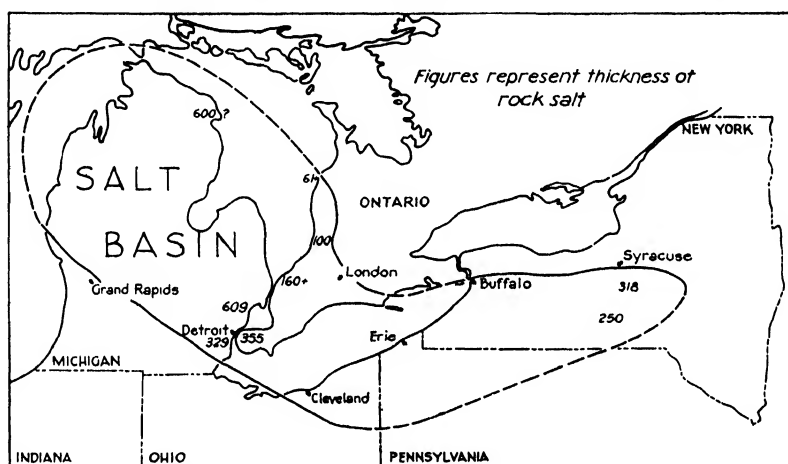 Figures represent thickness of
rock salt
NEW YORK
600?
SALT
61
ONTARIO
BASIN
100
Syracuse
London
160+
Buffalo
Grand Rapids
318
609
250
Detroit
355
329
Erie
MICHIGAN
Cleveland
INDIANA
OHIO
PENNSYLVANIA